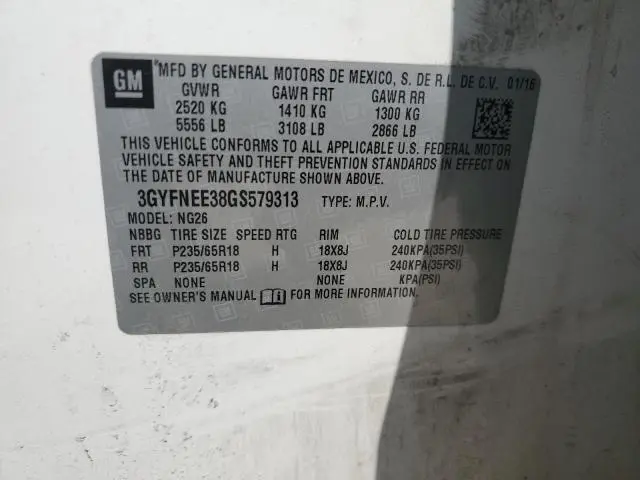 GM
*MFD BY GENERAL MOTORS DE MEXICO, S. DE R.L. DE C.V. 01/16
GVWR GAWR FRT GAWR RR
2520 KG 1410 KG 1300 KG
5556 LB 3108 LB 2866 LB
THIS VEHICLE CONFORMS TO ALL APPLICABLE U.S. FEDERAL MOTOR
VEHICLE SAFETY AND THEFT PREVENTION STANDARDS IN EFFECT ON
THE DATE OF MANUFACTURE SHOWN ABOVE.
3GYFNEE38GS579313 TYPE: M.P.V.
MODEL: NG26
NBBG TIRE SIZE SPEED RTG RIM COLD TIRE PRESSURE
FRT P235/65R18 H 18X8J 240KPA(35PSI)
RR P235/65R18 H 18X8J 240KPA(35PSI)
SPA NONE NONE KPA(PSI)
SEE OWNER'S MANUAL FOR MORE INFORMATION.